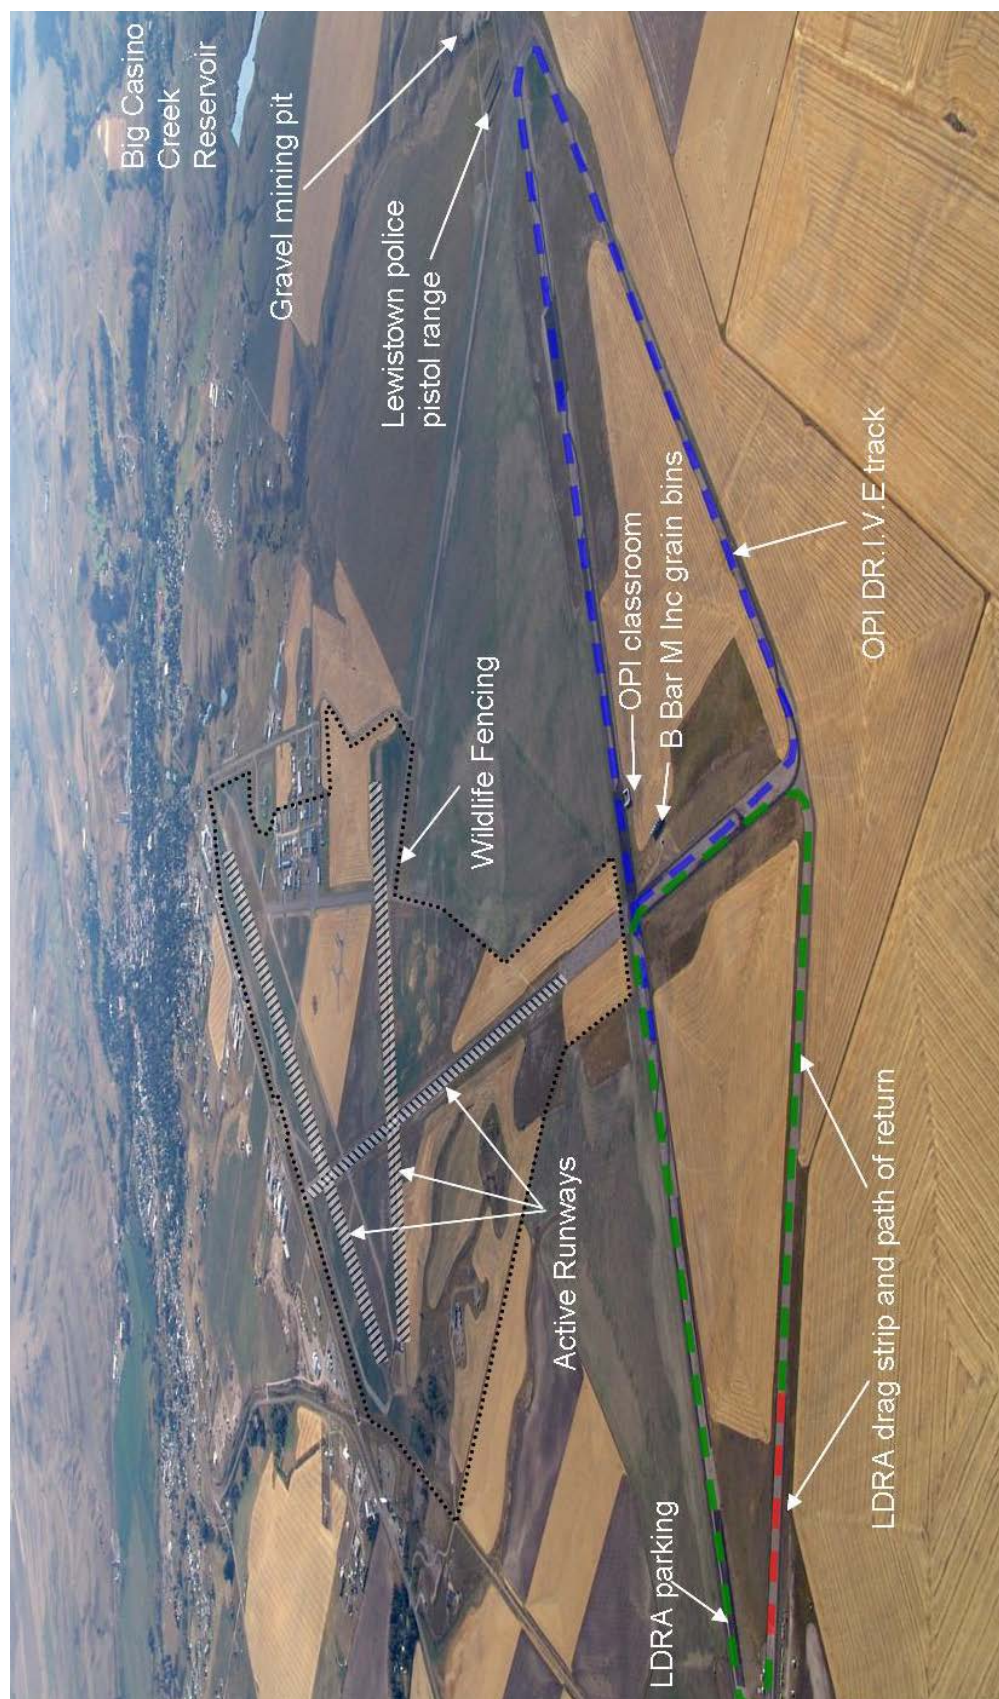 Big Casino
Creek
Reservoir
Gravel mining pit
Lewistown police
pistol range
Wildlife Fencing
OPI classroom
B Bar M Inc grain bins
OPI DR.I.V.E track
Active Runways
LDRA parking
LDRA drag strip and path of return